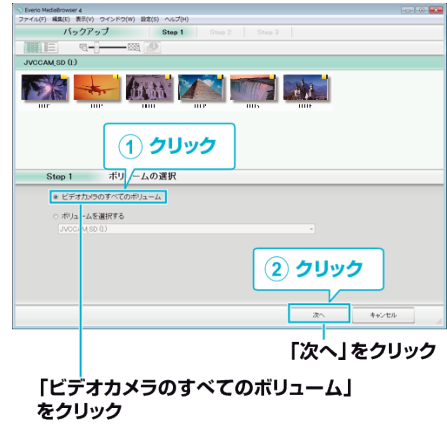 Everio MediaBrowser 4
ファイル(F) 編集(E) 表示(V) ウインドウ(W) 設定(S) ヘルプ(H)
バックアップ Step 1 Step 2 Step 3
JVCCAM_SD (I:)
① クリック
Step 1 ボリュームの選択
ビデオカメラのすべてのボリューム
ボリュームを選択する
JVCCAM_SD (I:)
② クリック
次へ キャンセル
「次へ」をクリック
「ビデオカメラのすべてのボリューム」
をクリック